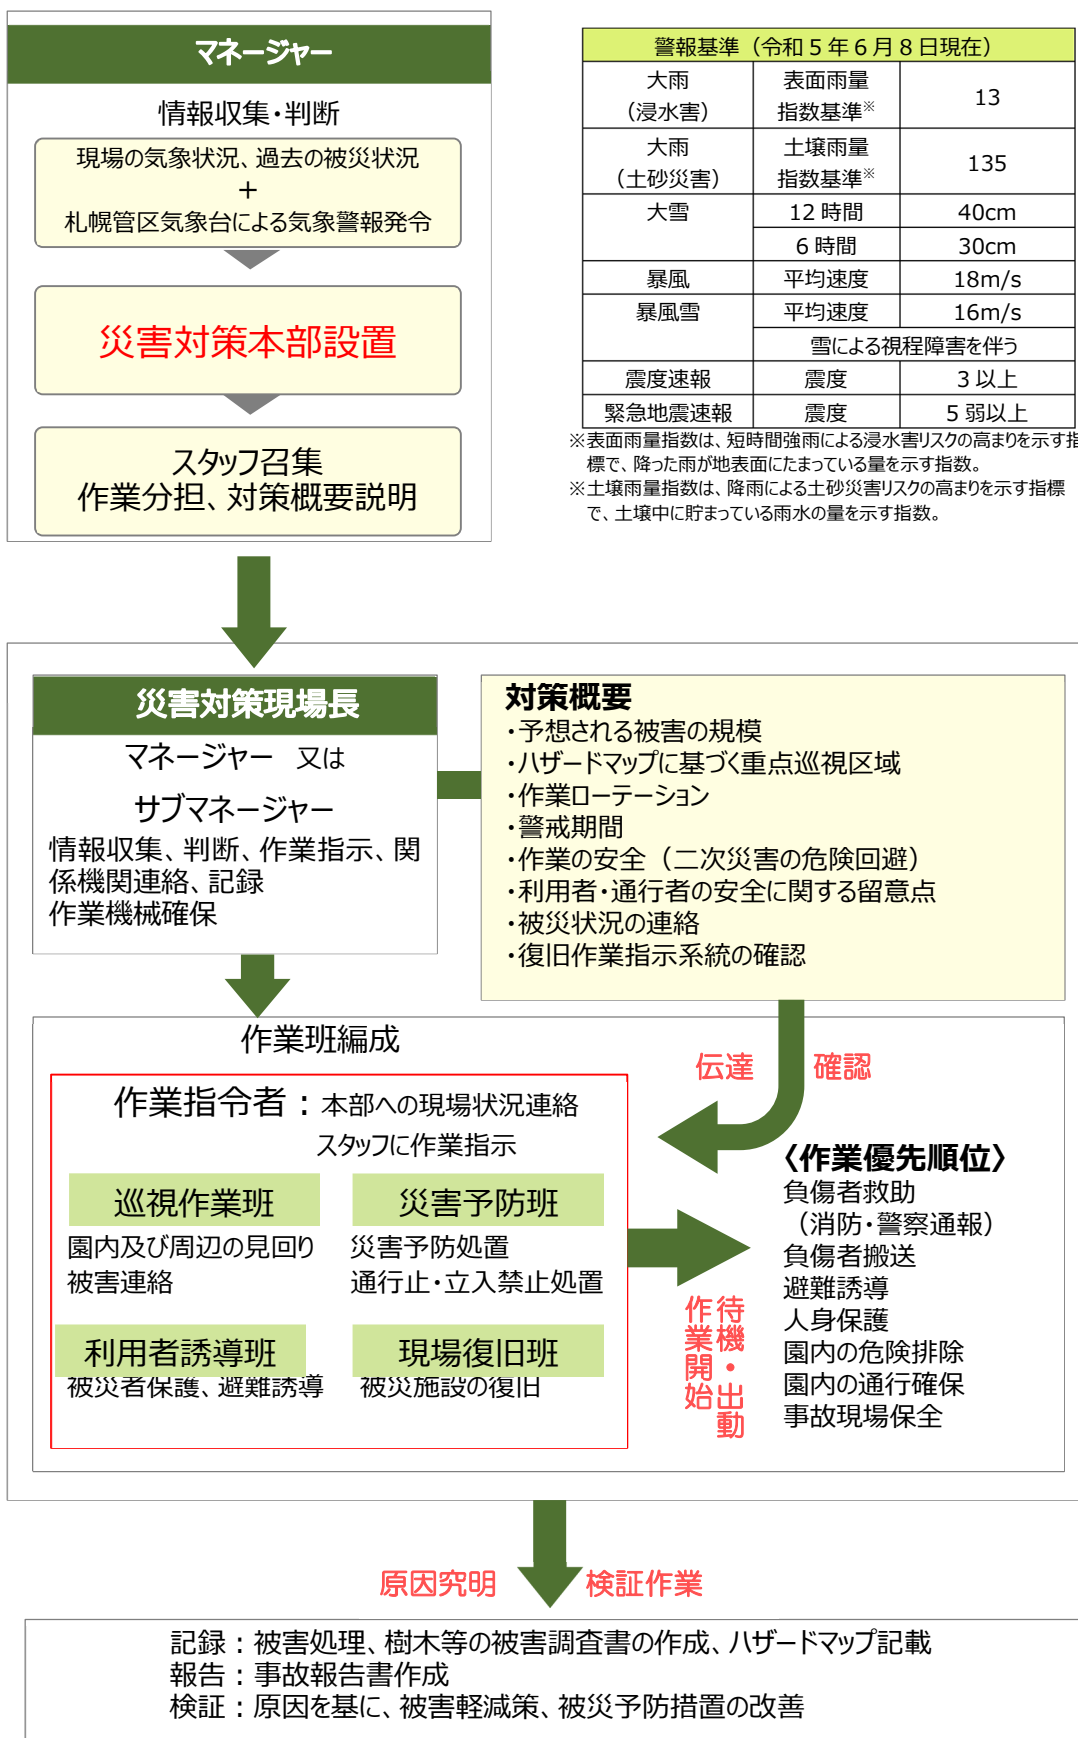 マネージャー
情報収集・判断
現場の気象状況、過去の被災状況
+
札幌管区気象台による気象警報発令
災害対策本部設置
スタッフ召集
作業分担、対策概要説明
警報基準（令和5年6月8日現在）
大雨 表面雨量 13
（浸水害） 指数基準※
大雨 土壌雨量 135
（土砂災害） 指数基準※
大雪 12時間 40cm
6時間 30cm
暴風 平均速度 18m/s
暴風雪 平均速度 16m/s
雪による視程障害を伴う
震度速報 震度 3以上
緊急地震速報 震度 5弱以上
※表面雨量指数は、短時間強雨による浸水害リスクの高まりを示す指
標で、降った雨が地表面にたまっている量を示す指数。
※土壌雨量指数は、降雨による土砂災害リスクの高まりを示す指標
で、土壌中に貯まっている雨水の量を示す指数。
災害対策現場長
マネージャー 又は
サブマネージャー
情報収集、判断、作業指示、関
係機関連絡、記録
作業機械確保
対策概要
・予想される被害の規模
・ハザードマップに基づく重点巡視区域
・作業ローテーション
・警戒期間
・作業の安全（二次災害の危険回避）
・利用者・通行者の安全に関する留意点
・被災状況の連絡
・復旧作業指示系統の確認
伝達 確認
作業班編成
作業指令者：本部への現場状況連絡
スタッフに作業指示
巡視作業班
園内及び周辺の見回り
被害連絡
災害予防班
災害予防処置
通行止・立入禁止処置
利用者誘導班
被災者保護、避難誘導
現場復旧班
被災施設の復旧
待機・出動
作業開始
〈作業優先順位〉
負傷者救助
（消防・警察通報）
負傷者搬送
避難誘導
人身保護
園内の危険排除
園内の通行確保
事故現場保全
原因究明 検証作業
記録：被害処理、樹木等の被害調査書の作成、ハザードマップ記載
報告：事故報告書作成
検証：原因を基に、被害軽減策、被災予防措置の改善